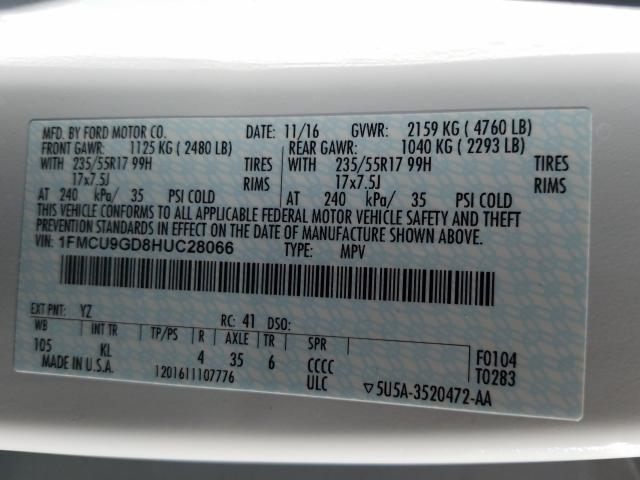 MFD. BY FORD MOTOR CO. DATE: 11/16 GVWR: 2159 KG ( 4760 LB)
FRONT GAWR: 1125 KG ( 2480 LB) REAR GAWR: 1040 KG ( 2293 LB)
WITH 235/55R17 99H TIRES WITH 235/55R17 99H TIRES
17x7.5J RIMS 17x7.5J RIMS
AT 240 kPa/ 35 PSI COLD AT 240 kPa/ 35 PSI COLD
THIS VEHICLE CONFORMS TO ALL APPLICABLE FEDERAL MOTOR VEHICLE SAFETY AND THEFT
PREVENTION STANDARDS IN EFFECT ON THE DATE OF MANUFACTURE SHOWN ABOVE.
VIN: 1FMCU9GD8HUC28066 TYPE: MPV
EXT PNT: YZ RC: 41 DSO:
WB INT TR TP/PS R AXLE TR SPR
105 KL 4 35 6 CCCC F0104
MADE IN U.S.A. 1201611107776 ULC ▽5U5A-3520472-AA T0283